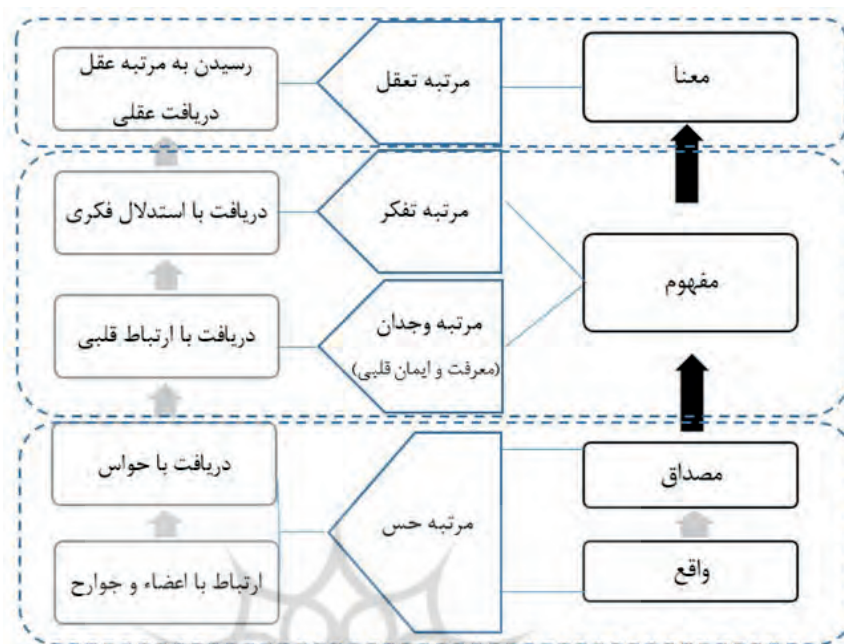 معنا
مرتبه تعقل
رسیدن به مرتبه عقل
دریافت عقلی
مفهوم
مرتبه تفکر
دریافت با استدلال فکری
مرتبه وجدان
(معرفت و ایمان قلبی)
دریافت با ارتباط قلبی
مصداق
واقع
مرتبه حس
دریافت با حواس
ارتباط با اعضاء و جوارح